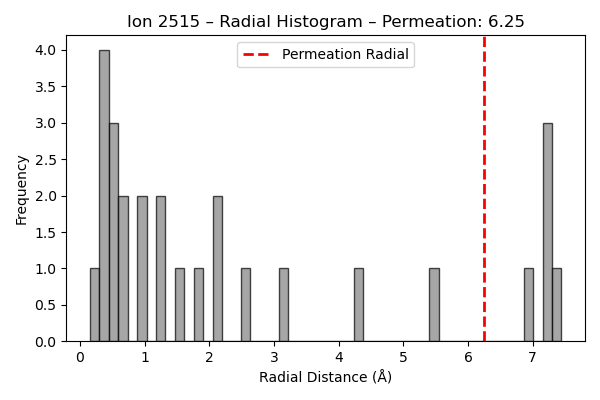 Ion 2515 – Radial Histogram – Permeation: 6.25
Permeation Radial
Frequency
4.0
3.5
3.0
2.5
2.0
1.5
1.0
0.5
0.0
0 1 2 3 4 5 6 7
Radial Distance (Å)